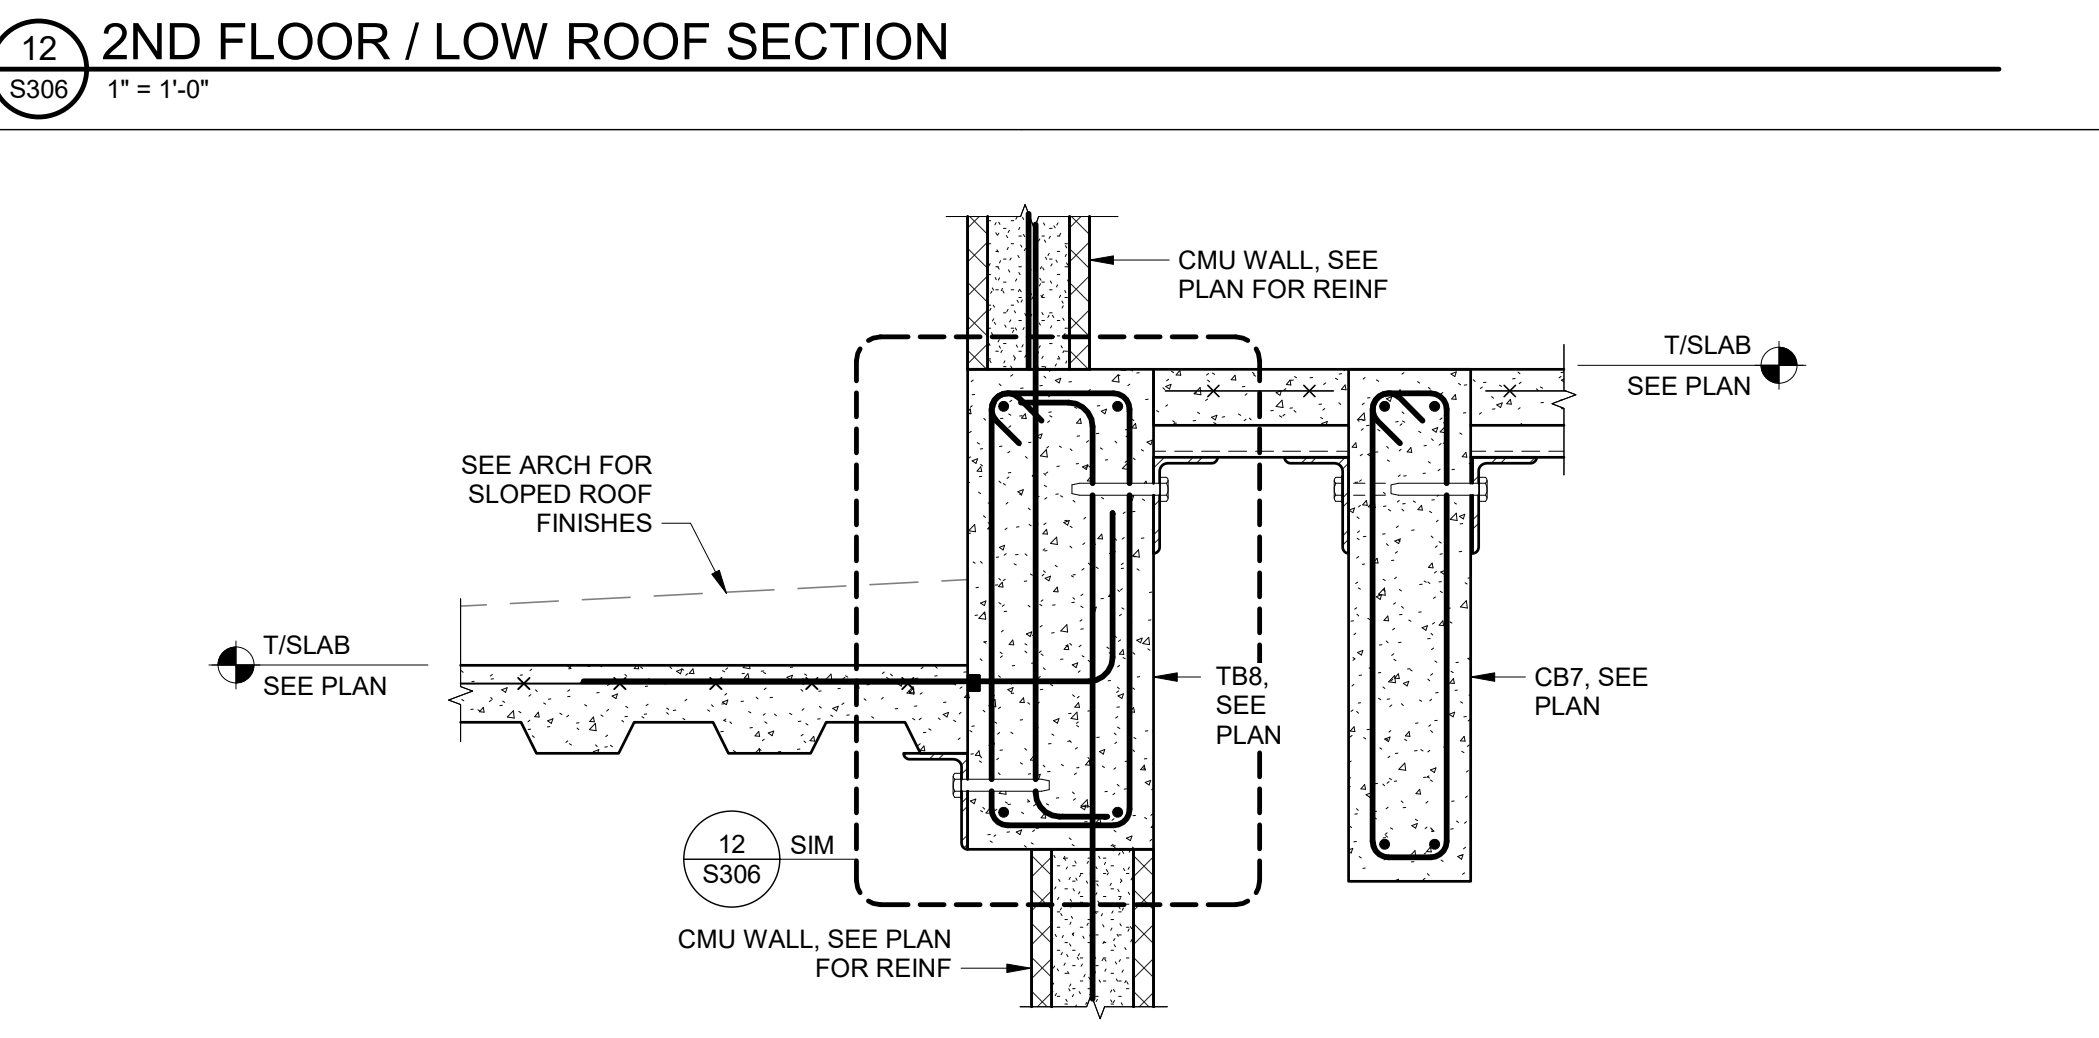 12
S306
2ND FLOOR / LOW ROOF SECTION
1" = 1'-0"
CMU WALL, SEE
PLAN FOR REINF
T/SLAB
SEE PLAN
SEE ARCH FOR
SLOPED ROOF
FINISHES
T/SLAB
SEE PLAN
TB8,
SEE
PLAN
CB7, SEE
PLAN
12
S306
SIM
CMU WALL, SEE PLAN
FOR REINF